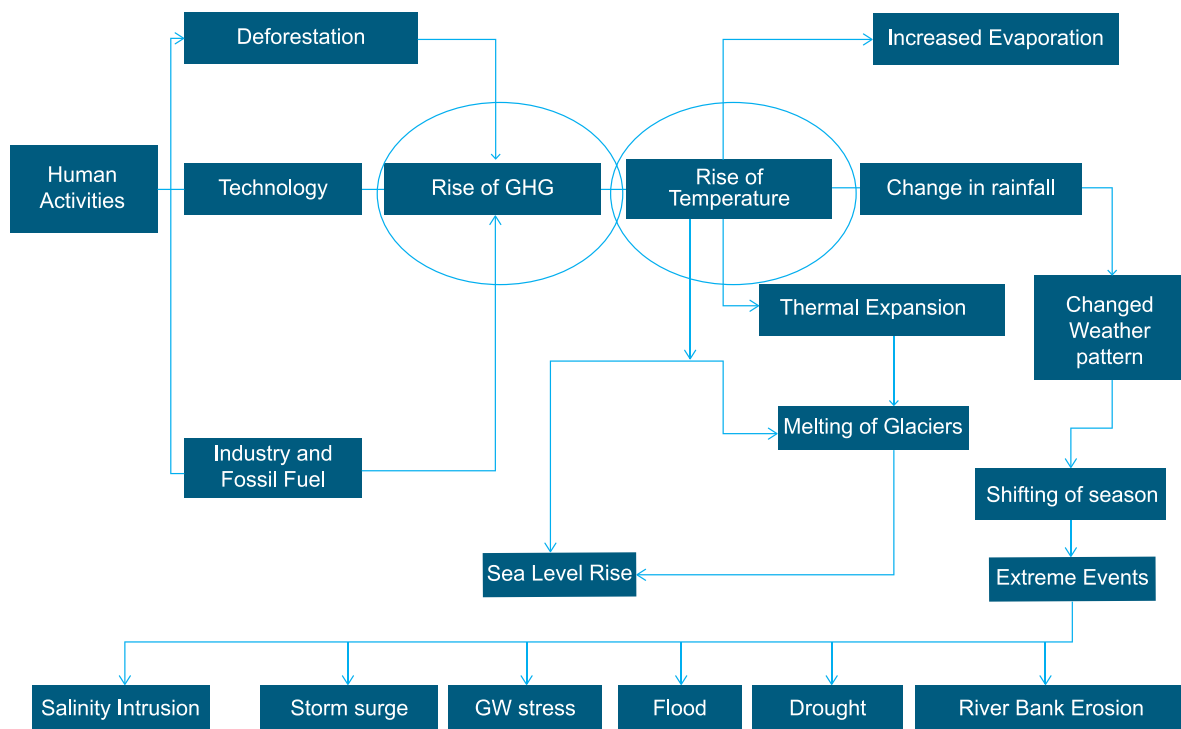 Deforestation
Increased Evaporation
Human
Activities
Technology
Rise of GHG
Rise of
Temperature
Change in rainfall
Thermal Expansion
Changed
Weather
pattern
Melting of Glaciers
Industry and
Fossil Fuel
Shifting of season
Sea Level Rise
Extreme Events
Salinity Intrusion
Storm surge
GW stress
Flood
Drought
River Bank Erosion